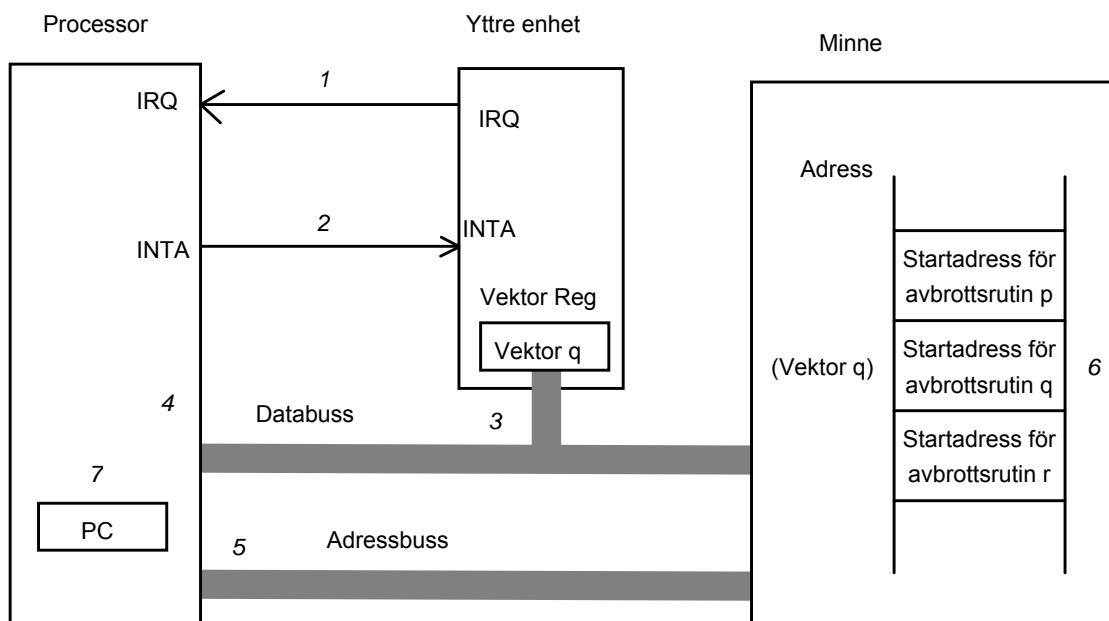 Processor
Yttre enhet
Minne
1
IRQ
IRQ
Adress
2
INTA
INTA
Startadress för
avbrottsrutin p
Vektor Reg
Vektor q
(Vektor q)
Startadress för
avbrottsrutin q
6
4
Databuss
3
Startadress för
avbrottsrutin r
7
PC
5
Adressbuss